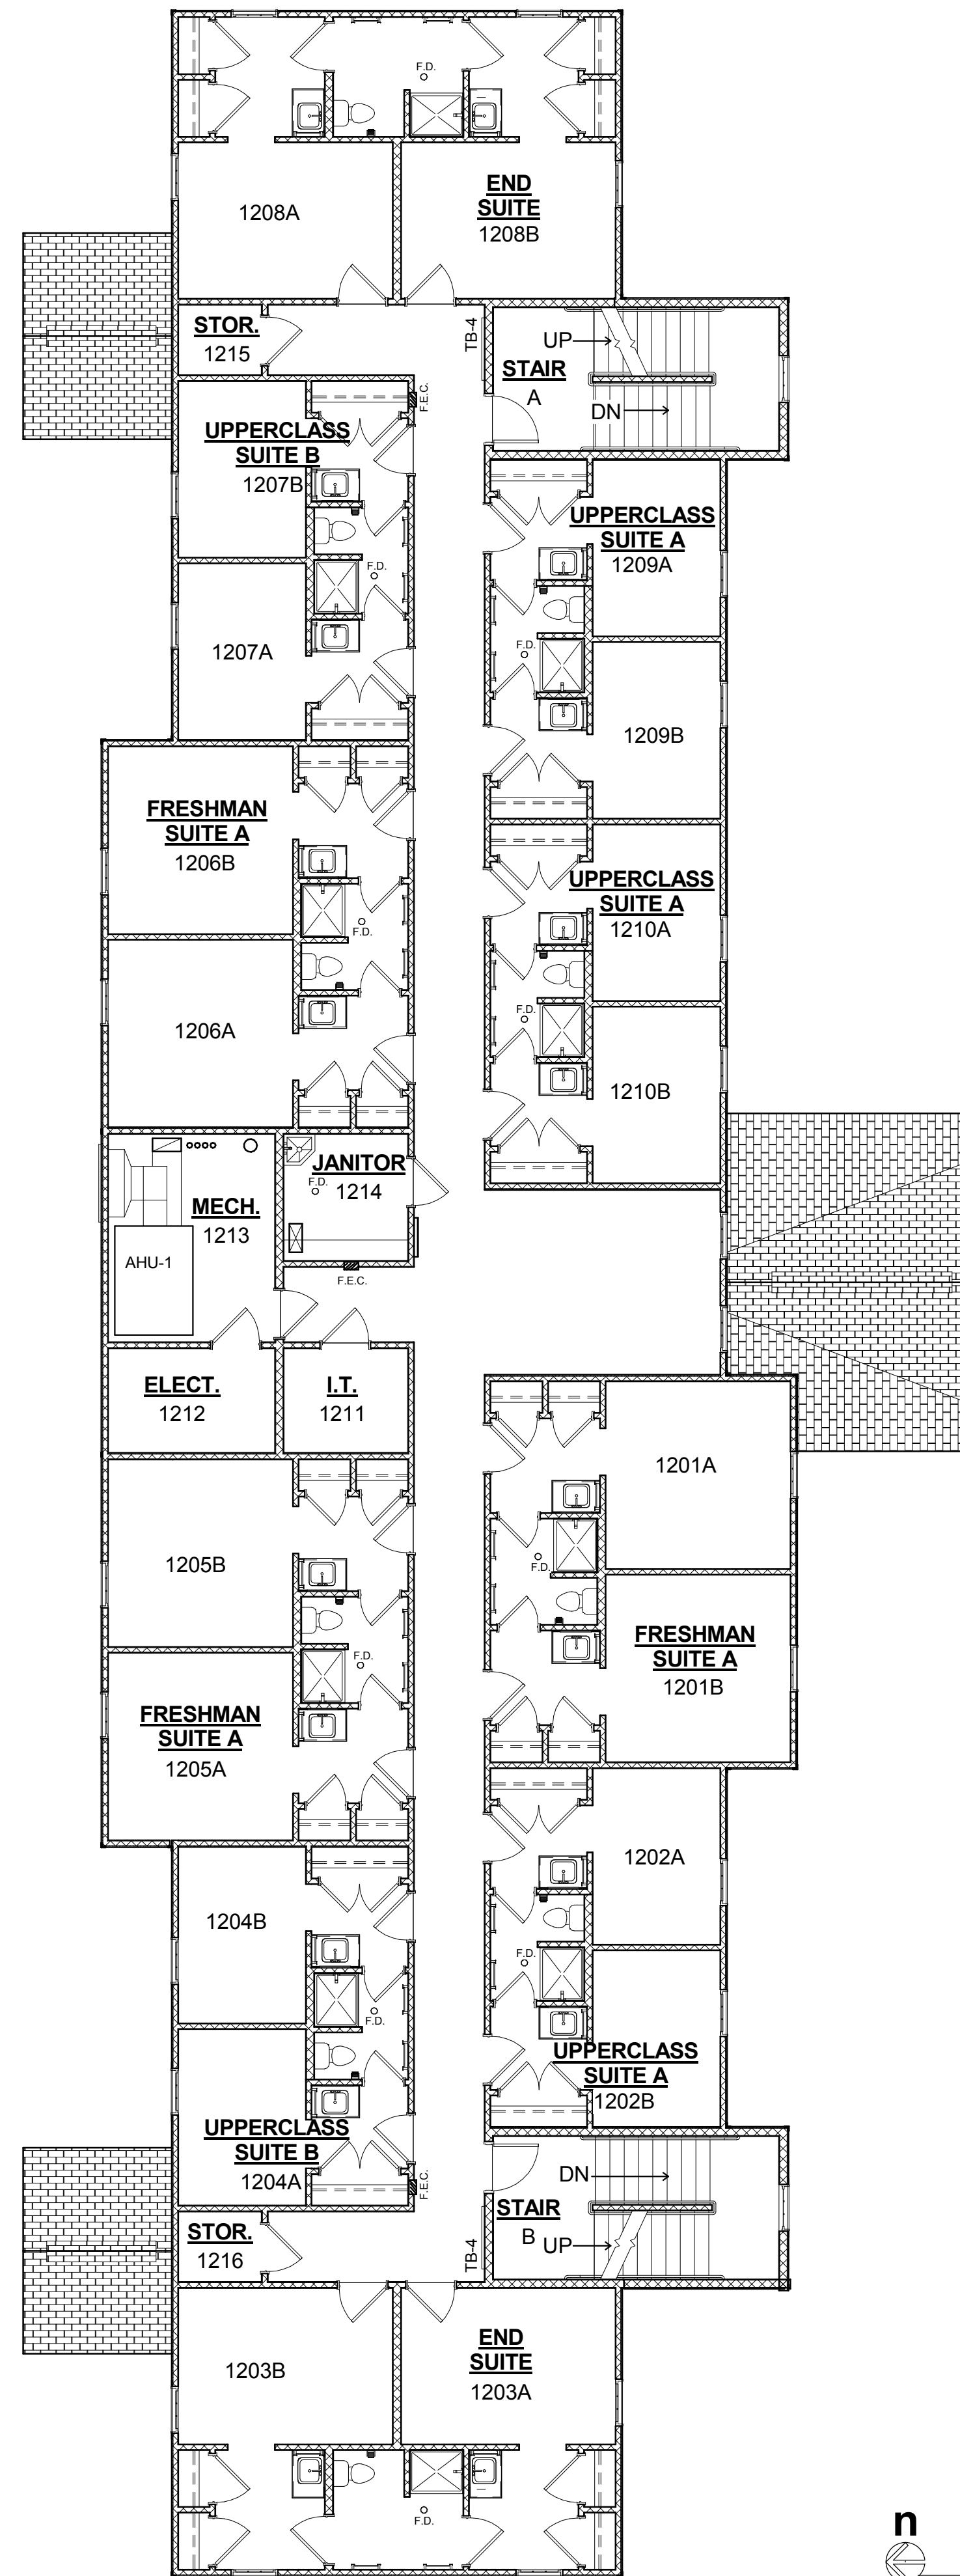 F.D.
1208A
END
SUITE
1208B
STOR.
1215
TB-4
UP
STAIR
A
DN
F.E.C.
UPPERCLASS
SUITE B
1207B
F.D.
1207A
UPPERCLASS
SUITE A
1209A
F.D.
1209B
FRESHMAN
SUITE A
1206B
F.D.
1206A
UPPERCLASS
SUITE A
1210A
F.D.
1210B
JANITOR
1214
F.D.
MECH.
1213
AHU-1
F.E.C.
ELECT.
1212
I.T.
1211
1201A
F.D.
FRESHMAN
SUITE A
1201B
1205B
F.D.
FRESHMAN
SUITE A
1205A
1202A
F.D.
UPPERCLASS
SUITE A
1202B
1204B
F.D.
UPPERCLASS
SUITE B
1204A
F.E.C.
DN
STAIR
B
UP
STOR.
1216
TB-4
1203B
END
SUITE
1203A
F.D.
n